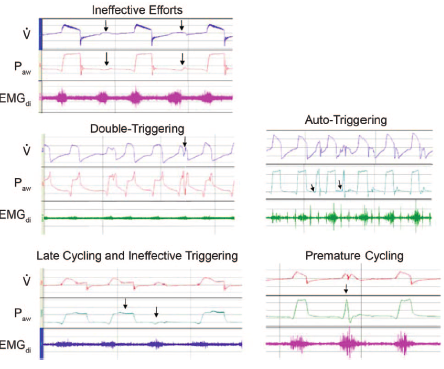 Ineffective Efforts
V̇
Paw
EMGdi
Double-Triggering
V̇
Paw
EMGdi
Auto-Triggering
Late Cycling and Ineffective Triggering
V̇
Paw
EMGdi
Premature Cycling